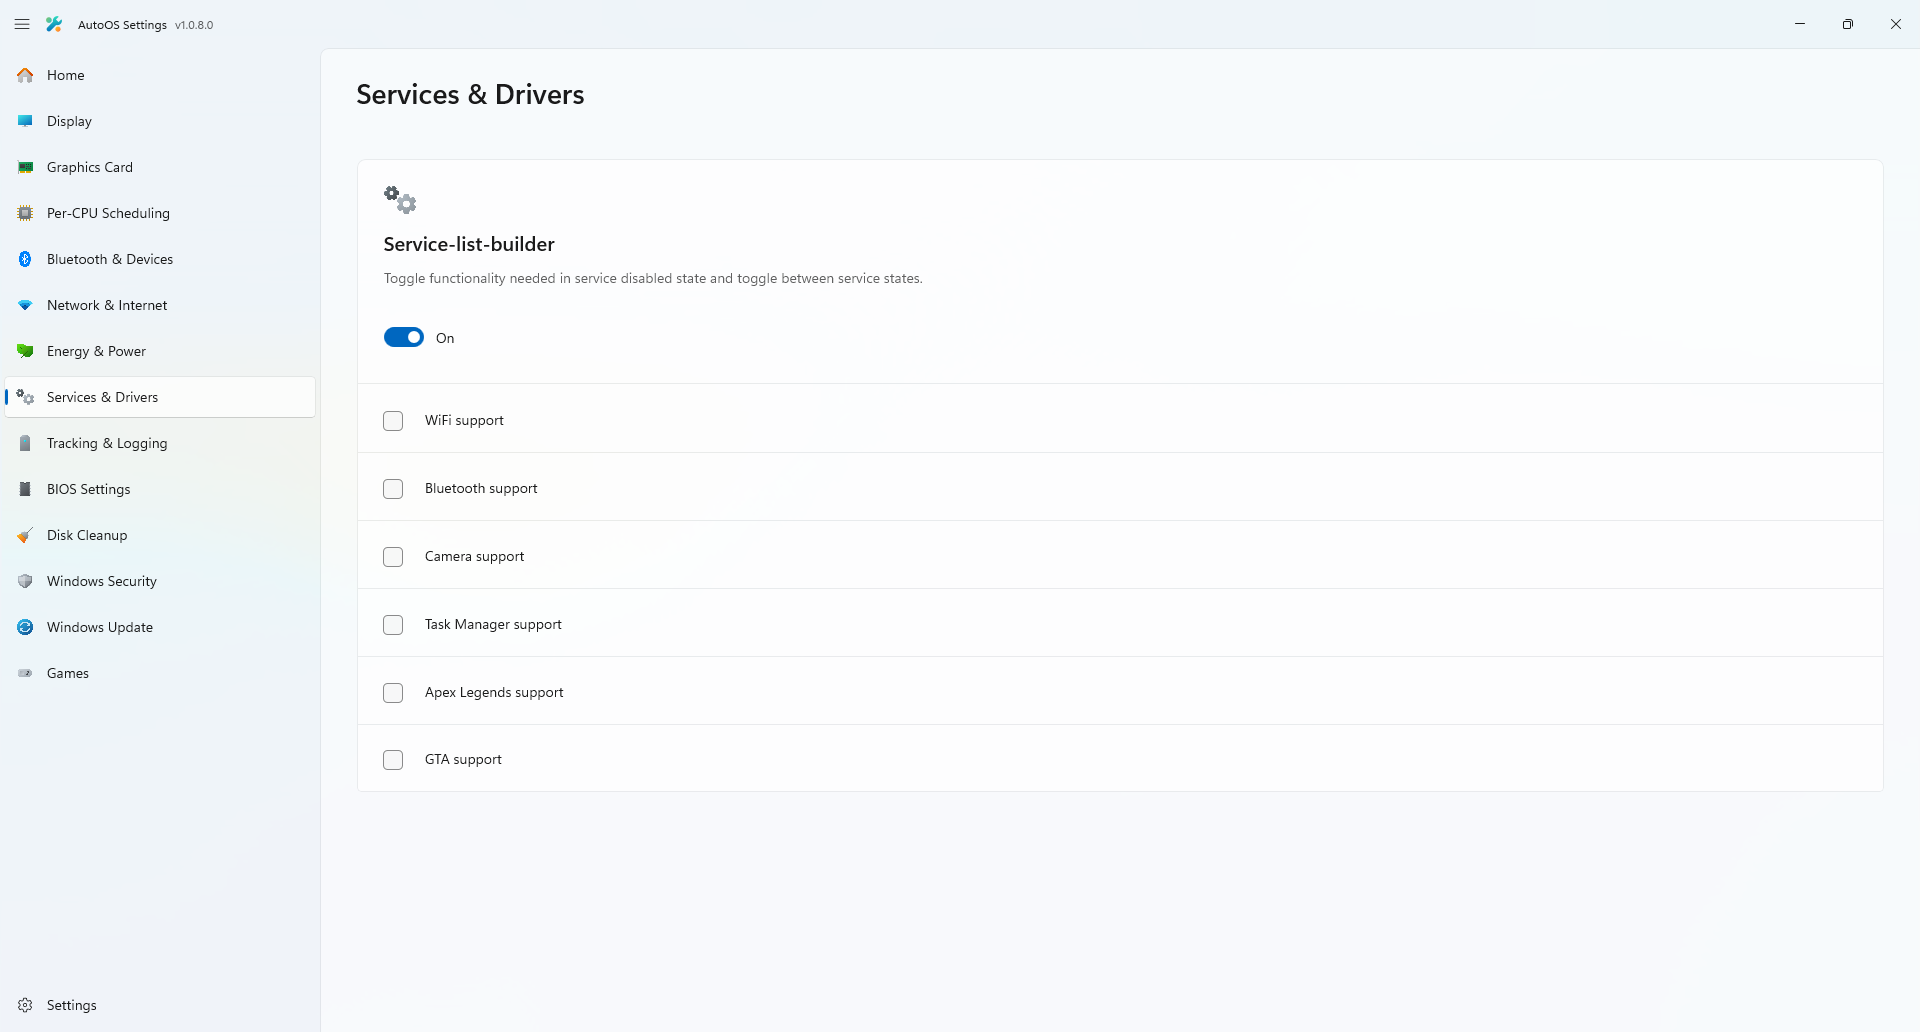 AutoOS Settings v1.0.8.0
Home
Display
Graphics Card
Per-CPU Scheduling
Bluetooth & Devices
Network & Internet
Energy & Power
Services & Drivers
Tracking & Logging
BIOS Settings
Disk Cleanup
Windows Security
Windows Update
Games
Settings
Services & Drivers
Service-list-builder
Toggle functionality needed in service disabled state and toggle between service states.
On
WiFi support
Bluetooth support
Camera support
Task Manager support
Apex Legends support
GTA support